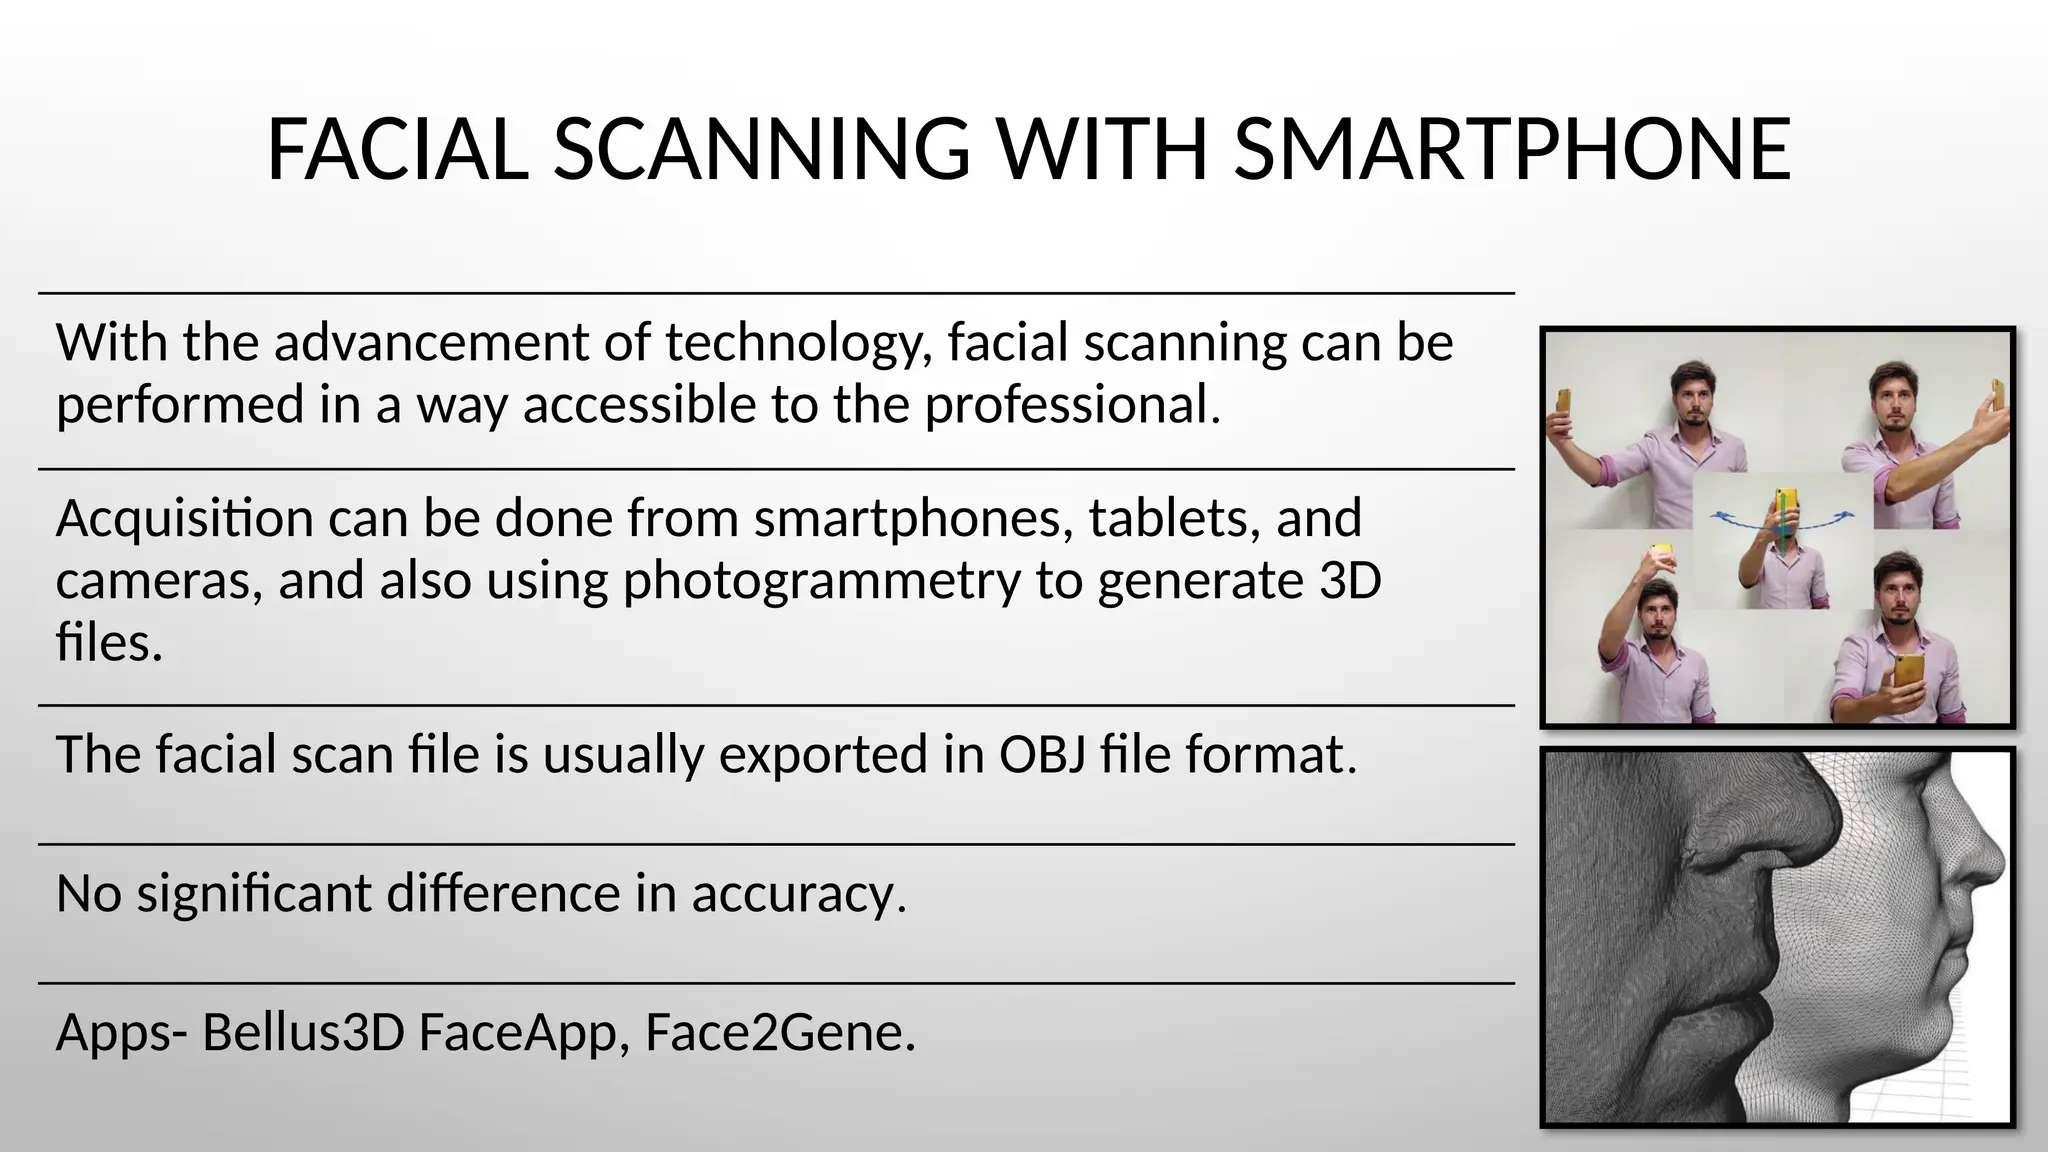 FACIAL SCANNING WITH SMARTPHONE
With the advancement of technology, facial scanning can be
performed in a way accessible to the professional.
Acquisition can be done from smartphones, tablets, and
cameras, and also using photogrammetry to generate 3D
files.
The facial scan file is usually exported in OBJ file format.
No significant difference in accuracy.
Apps- Bellus3D FaceApp, Face2Gene.